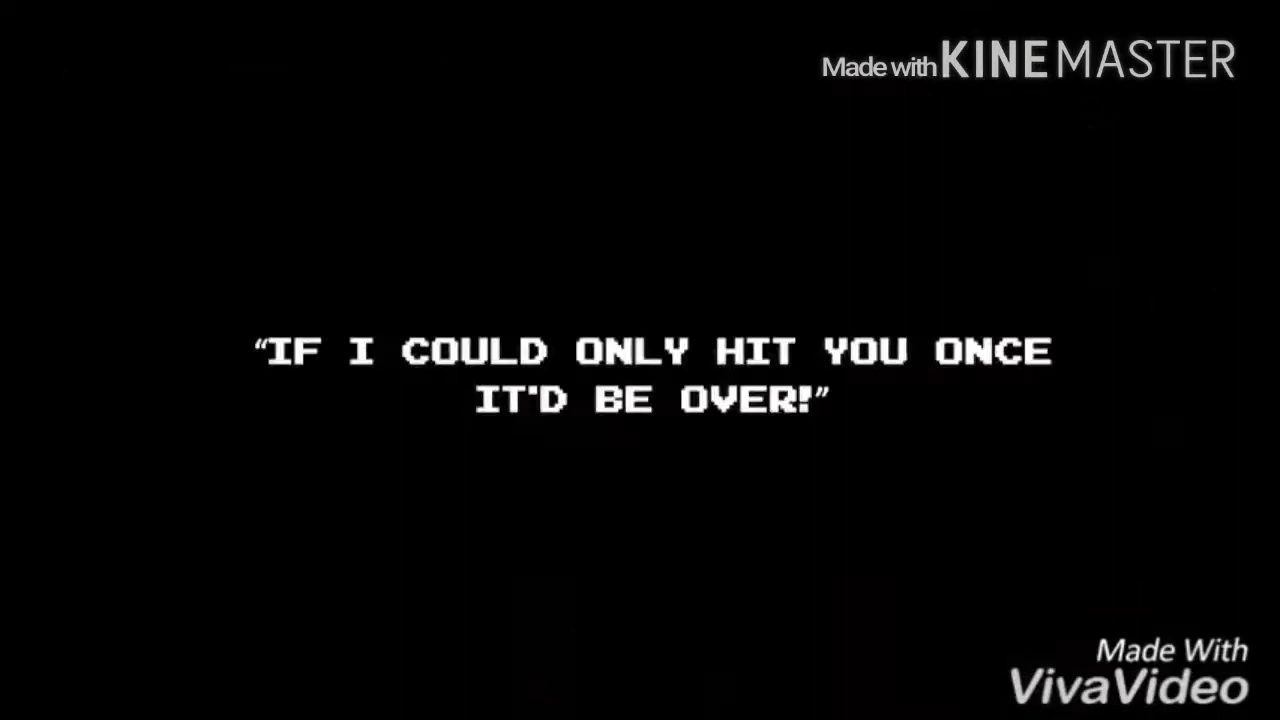 Made with KINEMASTER
“IF I COULD ONLY HIT YOU ONCE
IT'D BE OVER!”
Made With
VivaVideo